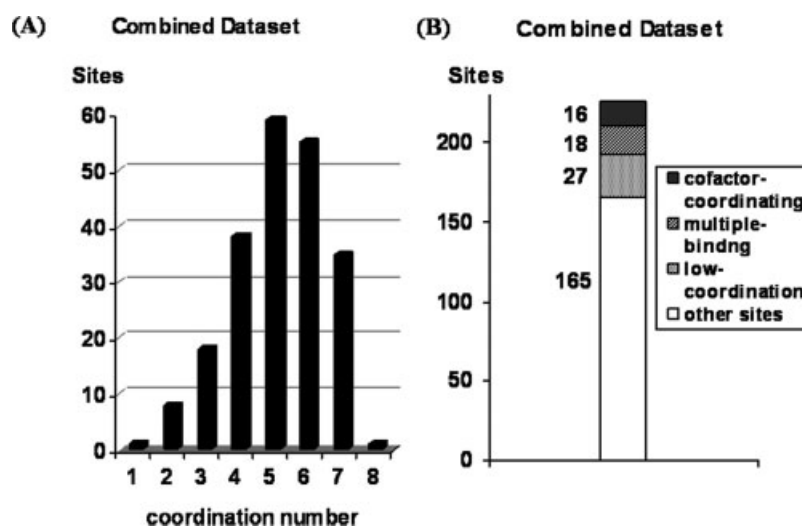 (A) Combined Dataset
Sites
60
50
40
30
20
10
0
1 2 3 4 5 6 7 8
coordination number
(B) Combined Dataset
Sites
200
150
100
50
0
16
18
27
165
cofactor-
coordinating
multiple-
bindng
low-
coordination
other sites